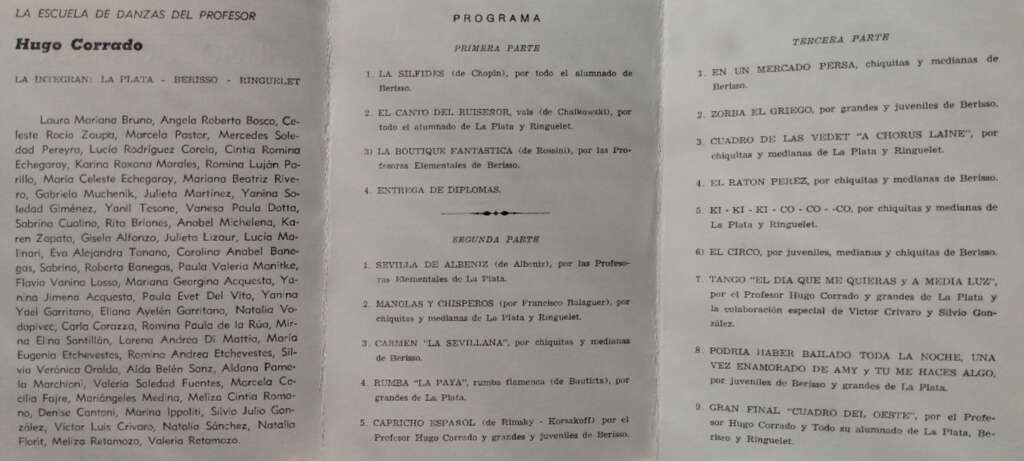 LA ESCUELA DE DANZAS DEL PROFESOR
Hugo Corrado
LA INTEGRAN: LA PLATA - BERISSO - RINGUELET
Laura Mariana Bruno, Angela Roberta Bosco, Ce-
leste Rocío Zaupa, Marcela Pastor, Mercedes Sole-
dad Pereyra, Lucía Rodríguez Corela, Cintia Romina
Echegaray, Karina Roxana Morales, Romina Luján Po-
rillo, María Celeste Echegaray, Mariana Beatriz Rive-
ro, Gabriela Muchenik, Julieta Martínez, Yanina So-
ledad Giménez, Yanil Tesone, Vanesa Paula Dotta,
Sabrina Cualino, Rita Briones, Anabel Michelena, Ka-
ren Zapata, Gisela Alfonzo, Julieta Lizaur, Lucía Mo-
linari, Eva Alejandra Tonano, Carolina Anabel Bane-
gas, Sabrina, Roberta Banegas, Paula Valeria Manitke,
Flavia Vanina Losso, Mariana Georgina Acquesta, Ya-
nina Jimena Acquesta, Paula Evet Del Vito, Yanina
Yael Garritano, Eliana Ayelén Garritano, Natalia Vo-
dopivec, Carla Corazza, Romina Paula de la Rúa, Mir-
na Elina Santillán, Lorena Andrea Di Mattia, María
Eugenia Etchevestes, Romina Andrea Etchevestes, Sil-
via Verónica Oralda, Aída Belén Sanz, Aldana Pame-
la Marchioni, Valeria Soledad Fuentes, Marcela Ce-
cilia Fajre, Mariángeles Medina, Meliza Cintia Roma-
no, Denise Cantoni, Marina Ippoliti, Silvio Julio Gon-
zález, Víctor Luis Crivaro, Natalia Sánchez, Natalia
Florit, Meliza Retamozo, Valeria Retamozo.
PROGRAMA
PRIMERA PARTE
1. LA SILFIDES (de Chopin), por todo el alumnado de
Berisso.
2. EL CANTO DEL RUISEÑOR, vals (de Chaikowski), por
todo el alumnado de La Plata y Ringuelet.
3) LA BOUTIQUE FANTASTICA (de Rossini), por las Pro-
fesoras Elementales de Berisso.
4. ENTREGA DE DIPLOMAS.
SEGUNDA PARTE
1. SEVILLA DE ALBENIZ (de Albeniz), por las Profeso-
ras Elementales de La Plata.
2. MANOLAS Y CHISPEROS (por Francisco Balaguer), por
chiquitas y medianas de La Plata y Ringuelet.
3. CARMEN "LA SEVILLANA", por chiquitas y medianas
de Berisso.
4. RUMBA "LA PAYA", rumba flamenca (de Bautista), por
grandes de La Plata.
5. CAPRICHO ESPAÑOL (de Rimsky - Korsakoff) por el
Profesor Hugo Corrado y grandes y juveniles de Berisso.
TERCERA PARTE
1. EN UN MERCADO PERSA, chiquitas y medianas de
Berisso.
2. ZORBA EL GRIEGO, por grandes y juveniles de Berisso.
3. CUADRO DE LAS VEDET "A CHORUS LAINE", por
chiquitas y medianas de La Plata y Ringuelet.
4. EL RATON PEREZ, por chiquitas y medianas de Berisso.
5. KI - KI - KI - CO - CO - -CO, por chiquitas y medianas de
La Plata y Ringuelet.
6) EL CIRCO, por juveniles, medianas y chiquitas de Berisso.
7. TANGO "EL DIA QUE ME QUIERAS y A MEDIA LUZ",
por el Profesor Hugo Corrado y grandes de La Plata y
la colaboración especial de Victor Crivaro y Silvio Gon-
zález.
8. PODRIA HABER BAILADO TODA LA NOCHE, UNA
VEZ ENAMORADO DE AMY y TU ME HACES ALGO,
por juveniles de Berisso y grandes de La Plata.
9. GRAN FINAL "CUADRO DEL OESTE", por el Profe-
sor Hugo Corrado y Todo su alumnado de La Plata, Be-
risso y Ringuelet.